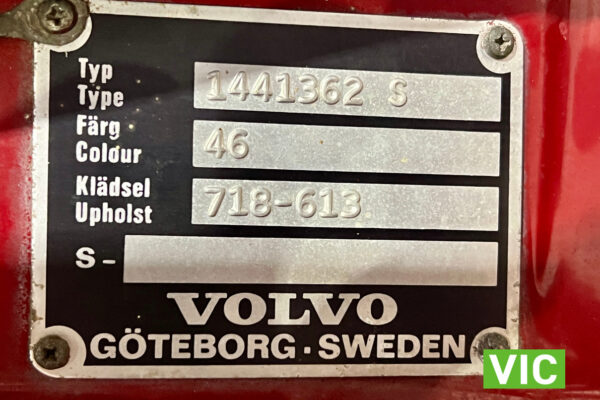 Typ
Type 1441362 S
Färg
Colour 46
Klädsel
Upholst 718-613
S-
VOLVO
GÖTEBORG · SWEDEN
VIC